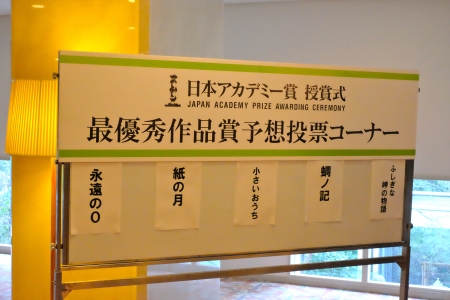 日本アカデミー賞 授賞式
JAPAN ACADEMY PRIZE AWARDING CEREMONY
最優秀作品賞予想投票コーナー
永遠の0
紙の月
小さいおうち
蜩ノ記
ふしぎな
岬の物語